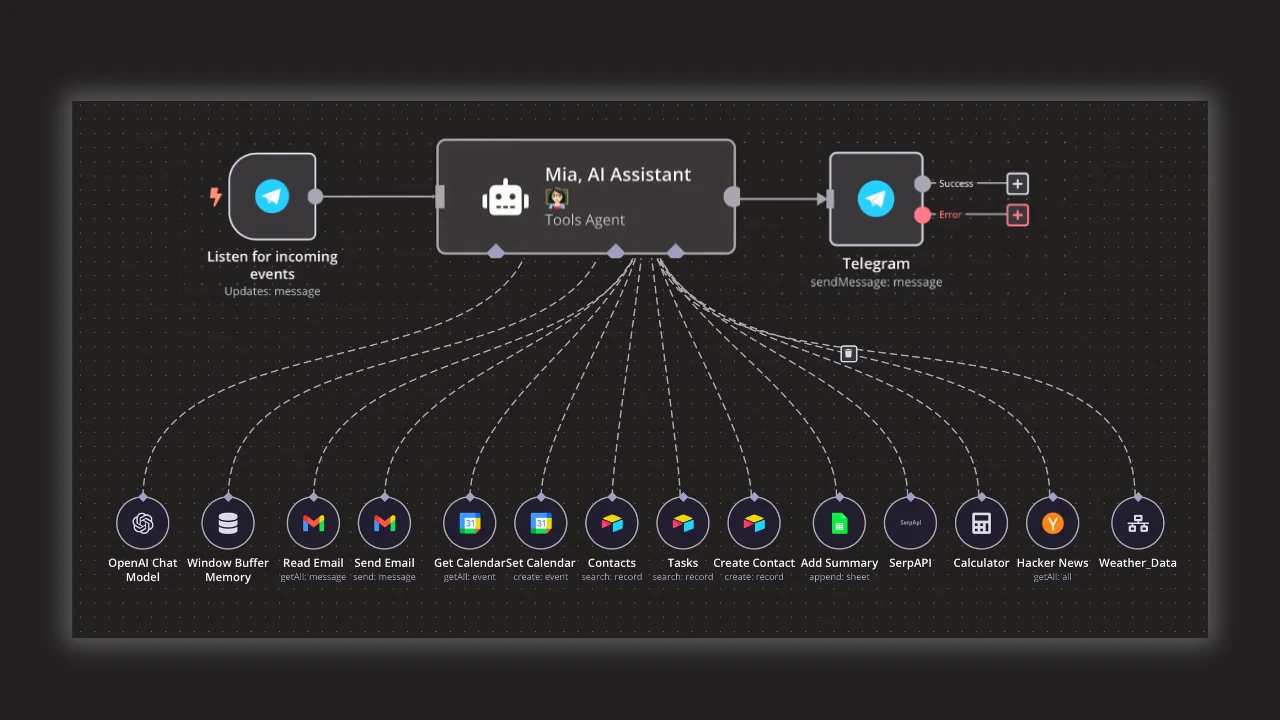 Mia, AI Assistant
Tools Agent
Success
Error
Listen for incoming
events
Updates: message
Telegram
sendMessage: message
OpenAI Chat
Model
Window Buffer
Memory
Read Email
getAll: message
Send Email
send: message
31
Get Calendar
getAll: event
31
Set Calendar
create: event
Contacts
search: record
Tasks
search: record
Create Contact
create: record
Add Summary
append: sheet
SerpApi
SerpAPI
Calculator
Y
Hacker News
getAll: all
Weather_Data